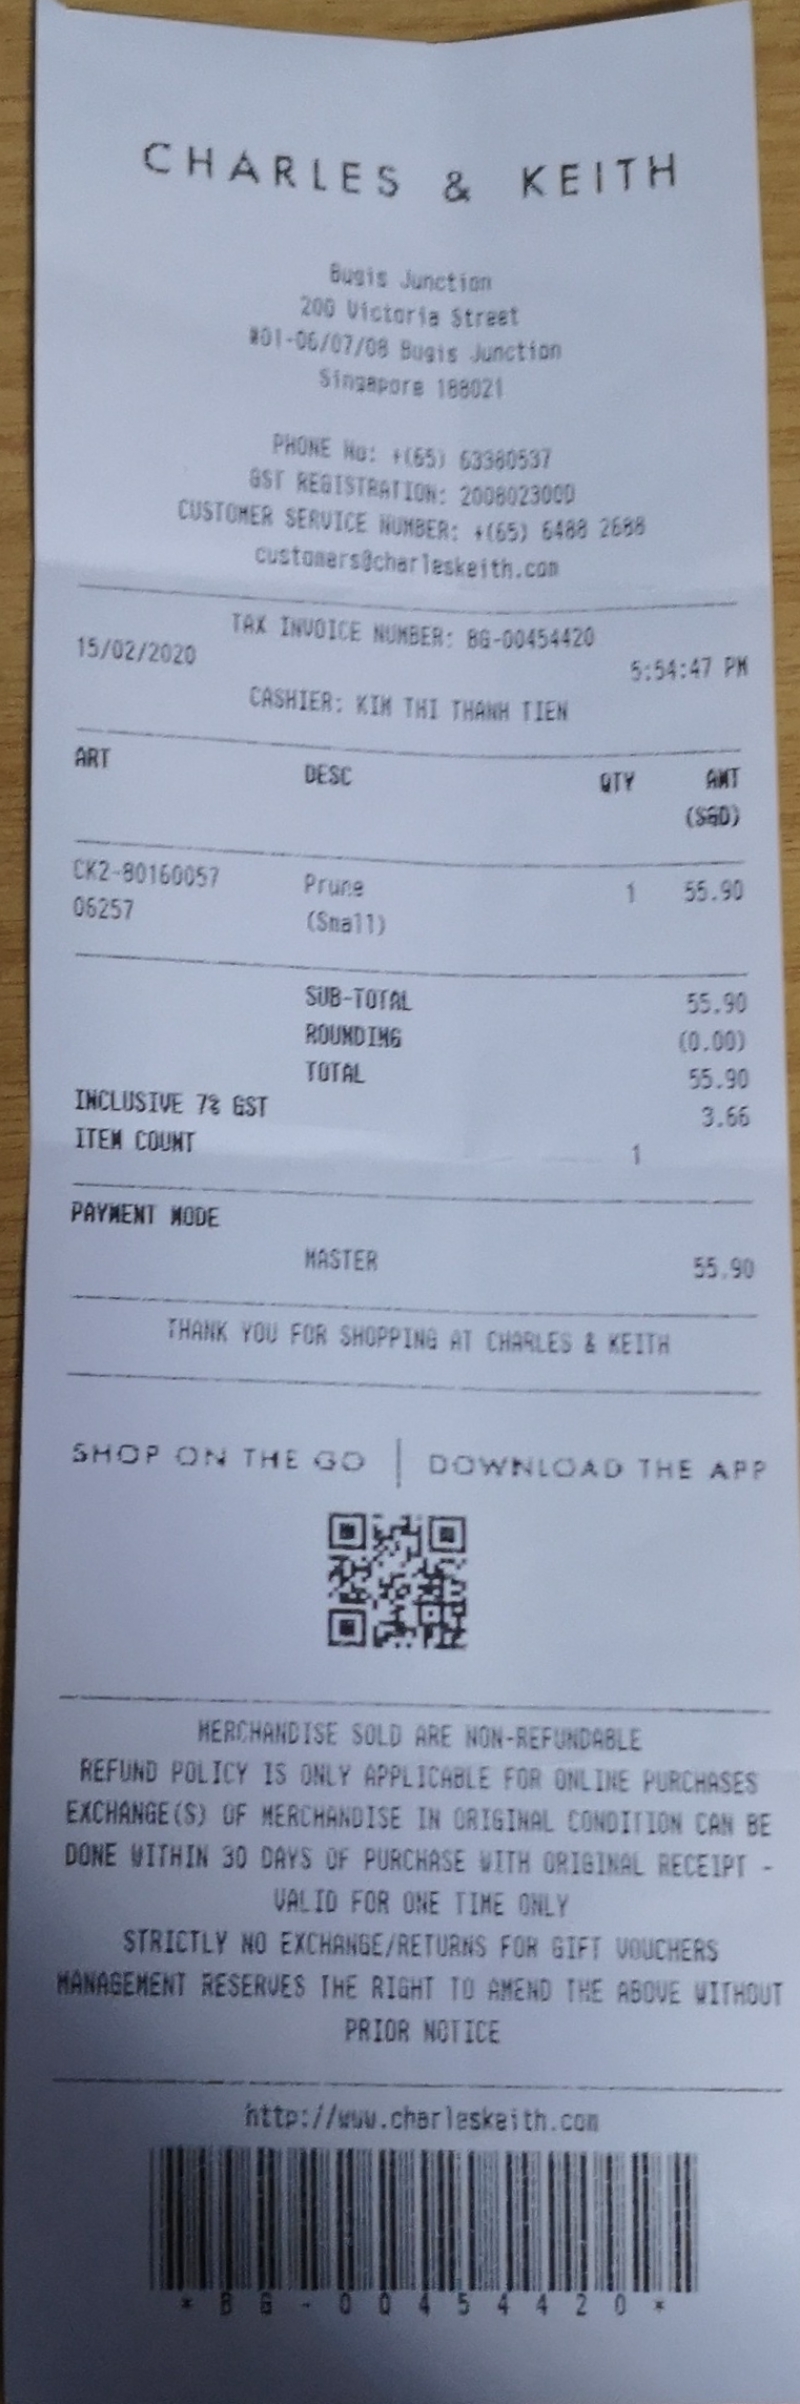 CHARLES & KEITH
Bugis Junction
200 Victoria Street
#01-06/07/08 Bugis Junction
Singapore 188021
PHONE No: +(65) 63380537
GST REGISTRATION: 200802300D
CUSTOMER SERVICE NUMBER: +(65) 6488 2688
customers@charleskeith.com
TAX INVOICE NUMBER: BG-00454420
15/02/2020 5:54:47 PM
CASHIER: KIM THI THANH TIEN
ART DESC QTY AMT
(SGD)
CK2-80160057 Prune 1 55.90
06257 (Small)
SUB-TOTAL 55.90
ROUNDING (0.00)
TOTAL 55.90
INCLUSIVE 7% GST 3.66
ITEM COUNT 1
PAYMENT MODE
MASTER 55.90
THANK YOU FOR SHOPPING AT CHARLES & KEITH
SHOP ON THE GO | DOWNLOAD THE APP
MERCHANDISE SOLD ARE NON-REFUNDABLE
REFUND POLICY IS ONLY APPLICABLE FOR ONLINE PURCHASES
EXCHANGE(S) OF MERCHANDISE IN ORIGINAL CONDITION CAN BE
DONE WITHIN 30 DAYS OF PURCHASE WITH ORIGINAL RECEIPT -
VALID FOR ONE TIME ONLY
STRICTLY NO EXCHANGE/RETURNS FOR GIFT VOUCHERS
MANAGEMENT RESERVES THE RIGHT TO AMEND THE ABOVE WITHOUT
PRIOR NOTICE
http://www.charleskeith.com
*BG-00454420*